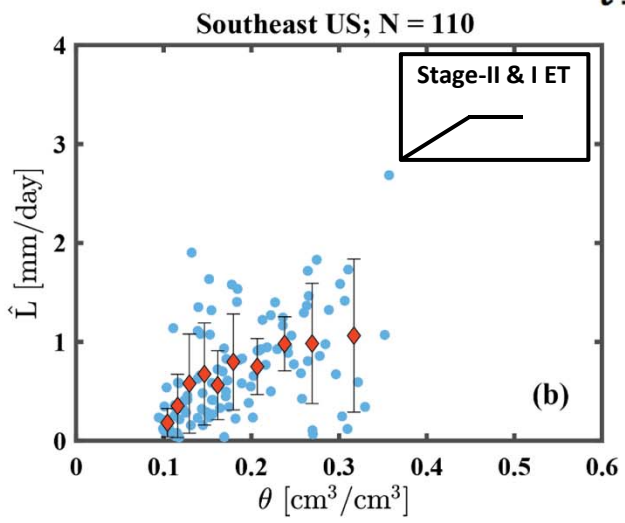 Southeast US; N = 110
Stage-II & I ET
L̂ [mm/day]
4
3
2
1
0
(b)
0 0.1 0.2 0.3 0.4 0.5 0.6
θ [cm³/cm³]